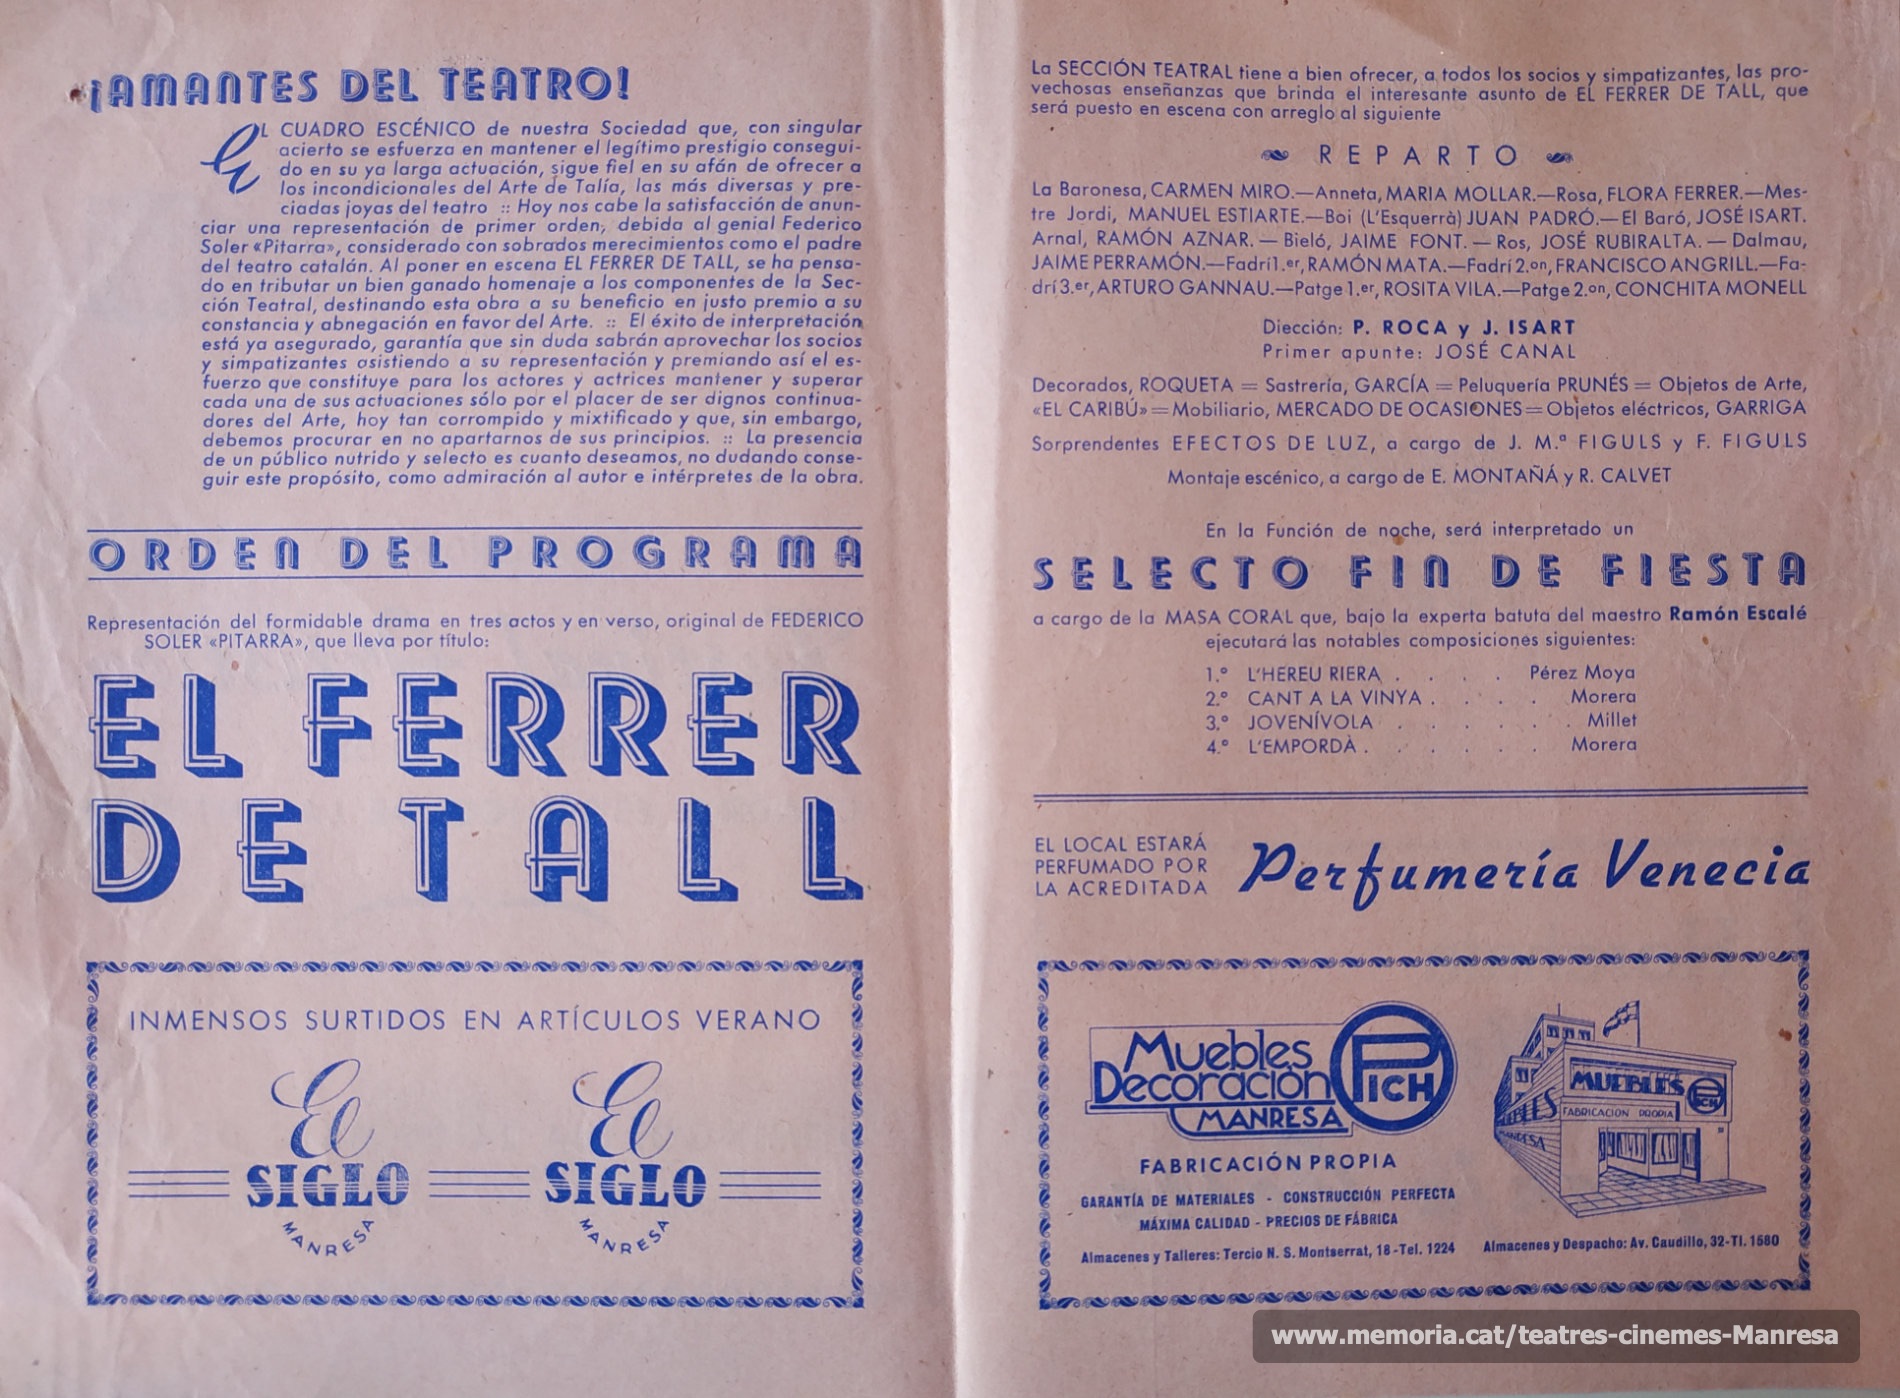 ¡AMANTES DEL TEATRO!
EL CUADRO ESCÉNICO de nuestra Sociedad que, con singular
acierto se esfuerza en mantener el legítimo prestigio consegui-
do en su ya larga actuación, sigue fiel en su afán de ofrecer a
los incondicionales del Arte de Talía, las más diversas y pre-
ciadas joyas del teatro :: Hoy nos cabe la satisfacción de anun-
ciar una representación de primer orden, debida al genial Federico
Soler «Pitarra», considerado con sobrados merecimientos como el padre
del teatro catalán. Al poner en escena EL FERRER DE TALL, se ha pensa-
do en tributar un bien ganado homenaje a los componentes de la Sec-
ción Teatral, destinando esta obra a su beneficio en justo premio a su
constancia y abnegación en favor del Arte. :: El éxito de interpretación
está ya asegurado, garantía que sin duda sabrán aprovechar los socios
y simpatizantes asistiendo a su representación y premiando así el es-
fuerzo que constituye para los actores y actrices mantener y superar
cada una de sus actuaciones sólo por el placer de ser dignos continua-
dores del Arte, hoy tan corrompido y mixtificado y que, sin embargo,
debemos procurar en no apartarnos de sus principios. :: La presencia
de un público nutrido y selecto es cuanto deseamos, no dudando conse-
guir este propósito, como admiración al autor e intérpretes de la obra.
ORDEN DEL PROGRAMA
Representación del formidable drama en tres actos y en verso, original de FEDERICO
SOLER «PITARRA», que lleva por título:
EL FERRER
DE TALL
INMENSOS SURTIDOS EN ARTÍCULOS VERANO
El SIGLO MANRESA
El SIGLO MANRESA
La SECCIÓN TEATRAL tiene a bien ofrecer, a todos los socios y simpatizantes, las pro-
vechosas enseñanzas que brinda el interesante asunto de EL FERRER DE TALL, que
será puesto en escena con arreglo al siguiente
REPARTO
La Baronesa, CARMEN MIRO.—Anneta, MARIA MOLLAR.—Rosa, FLORA FERRER.—Mes-
tre Jordi, MANUEL ESTIARTE.—Boi (L'Esquerrà) JUAN PADRÓ.—El Baró, JOSÉ ISART.
Arnal, RAMÓN AZNAR.—Bieló, JAIME FONT.—Ros, JOSÉ RUBIRALTA.—Dalmau,
JAIME PERRAMÓN.—Fadrí 1.er, RAMÓN MATA.—Fadrí 2.on, FRANCISCO ANGRILL.—Fa-
drí 3.er, ARTURO GANNAU.—Patge 1.er, ROSITA VILA.—Patge 2.on, CONCHITA MONELL
Diección: P. ROCA y J. ISART
Primer apunte: JOSÉ CANAL
Decorados, ROQUETA = Sastrería, GARCÍA = Peluquería PRUNÉS = Objetos de Arte,
«EL CARIBÚ» = Mobiliario, MERCADO DE OCASIONES = Objetos eléctricos, GARRIGA
Sorprendentes EFECTOS DE LUZ, a cargo de J. M.ª FIGULS y F. FIGULS
Montaje escénico, a cargo de E. MONTAÑÁ y R. CALVET
En la Función de noche, será interpretado un
SELECTO FIN DE FIESTA
a cargo de la MASA CORAL que, bajo la experta batuta del maestro Ramón Escalé
ejecutará las notables composiciones siguientes:
1.º L'HEREU RIERA . . . . Pérez Moya
2.º CANT A LA VINYA . . . . Morera
3.º JOVENÍVOLA . . . . . . Millet
4.º L'EMPORDÀ . . . . . . Morera
EL LOCAL ESTARÁ
PERFUMADO POR
LA ACREDITADA
Perfumería Venecia
Muebles
Decoración
MANRESA
PICH
FABRICACIÓN PROPIA
GARANTÍA DE MATERIALES - CONSTRUCCIÓN PERFECTA
MÁXIMA CALIDAD - PRECIOS DE FÁBRICA
Almacenes y Talleres: Tercio N. S. Montserrat, 18 - Tel. 1224
MUEBLES PICH
FABRICACION PROPIA
Almacenes y Despacho: Av. Caudillo, 32 - Tl. 1580
www.memoria.cat/teatres-cinemes-Manresa